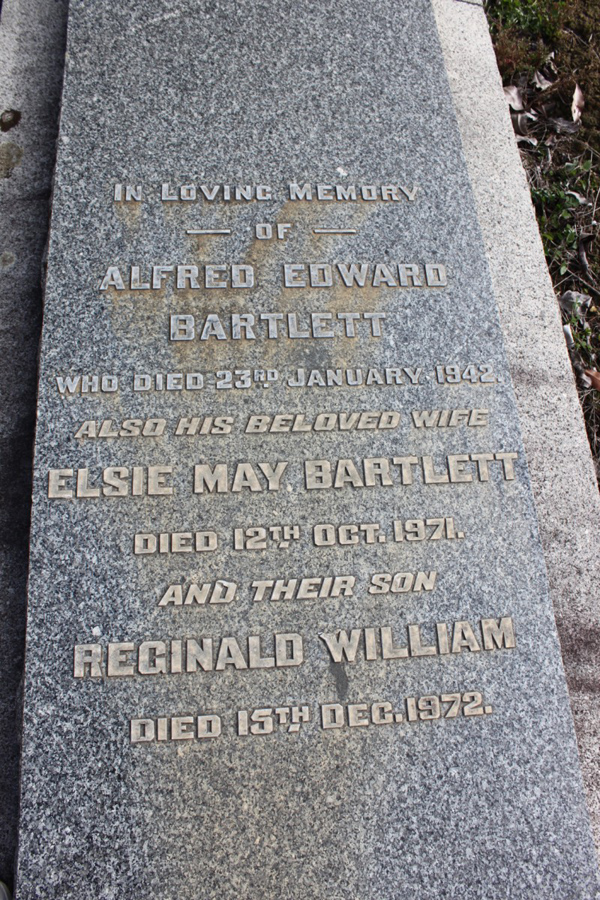 IN LOVING MEMORY
— OF —
ALFRED EDWARD
BARTLETT
WHO DIED 23RD JANUARY, 1942.
ALSO HIS BELOVED WIFE
ELSIE MAY BARTLETT
DIED 12TH OCT. 1971.
AND THEIR SON
REGINALD WILLIAM
DIED 15TH DEC. 1972.